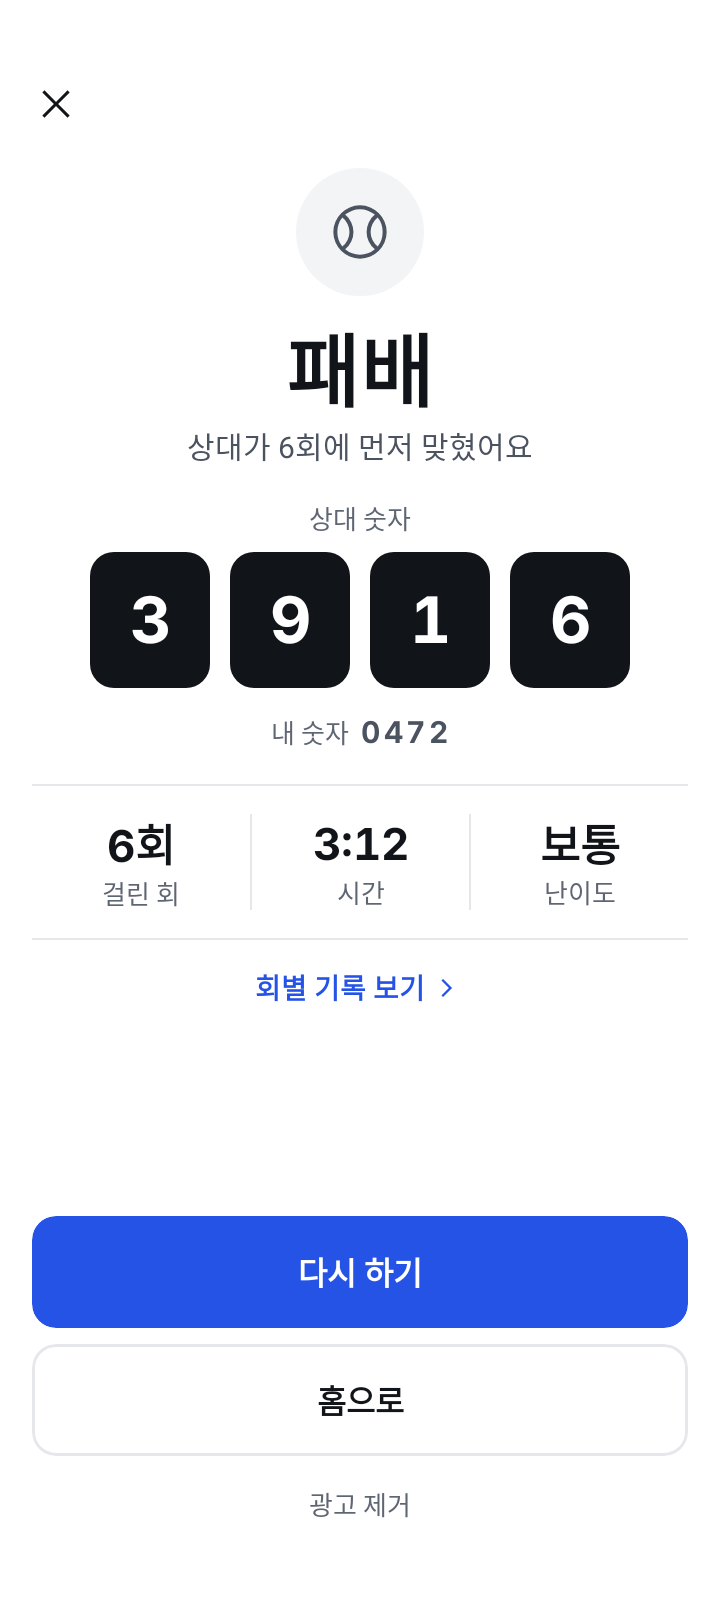 패배
상대가 6회에 먼저 맞혔어요
상대 숫자
3 9 1 6
내 숫자 0472
6회 3:12 보통
걸린 회 시간 난이도
회별 기록 보기
다시 하기
홈으로
광고 제거